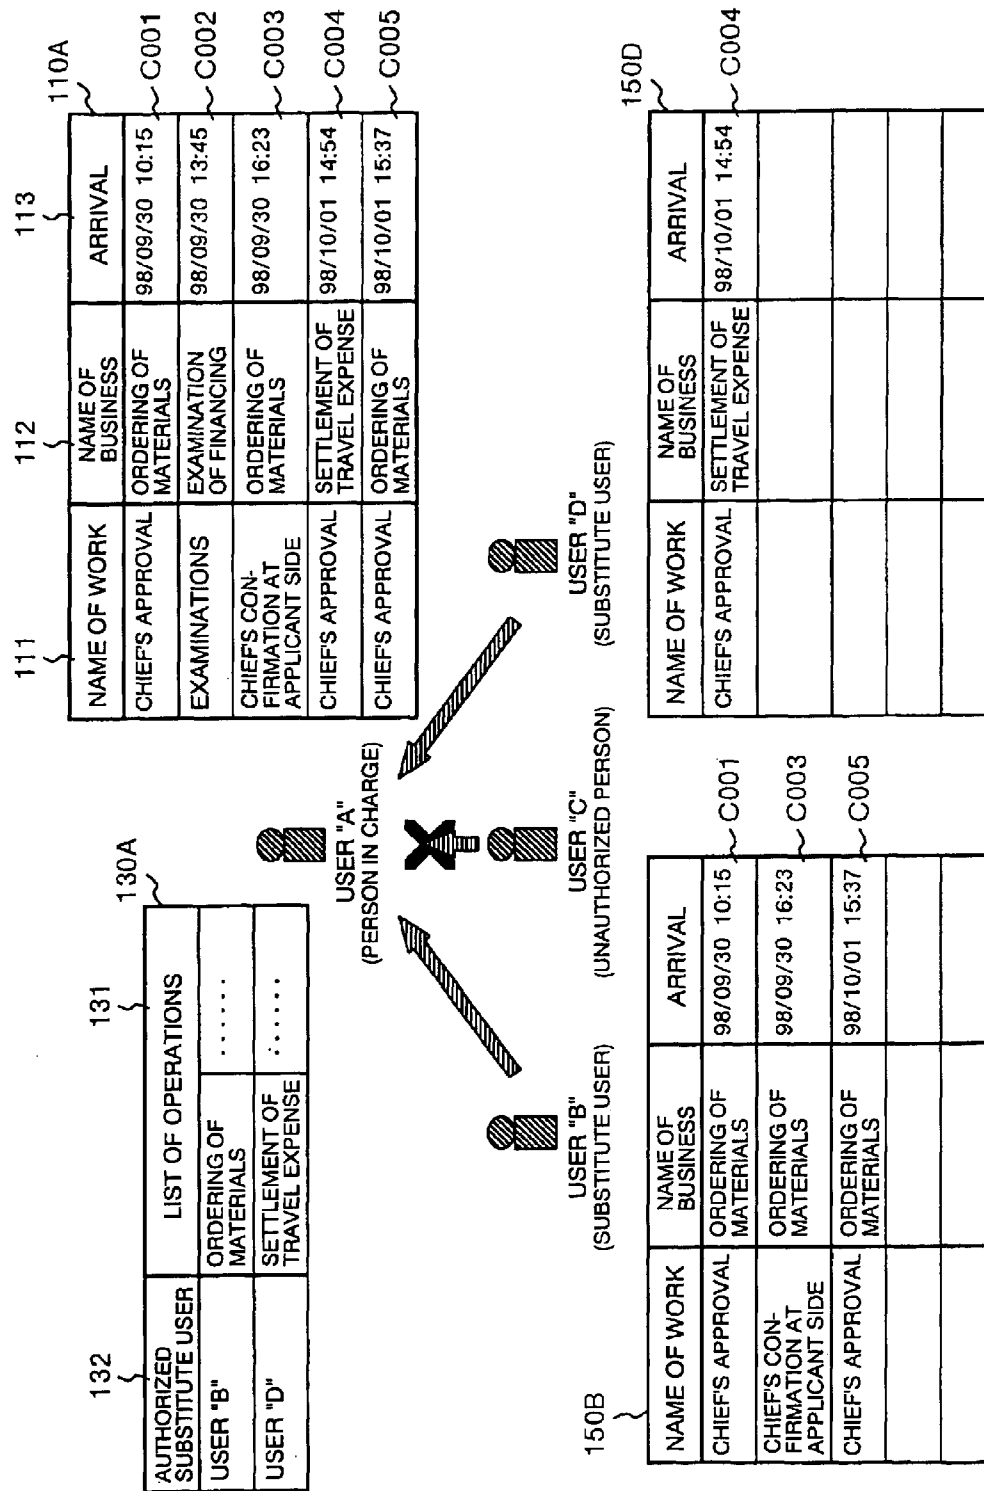 132
131
130A
AUTHORIZED
SUBSTITUTE USER
LIST OF OPERATIONS
USER "B"
ORDERING OF
MATERIALS
......
USER "D"
SETTLEMENT OF
TRAVEL EXPENSE
......
111
112
113
110A
NAME OF WORK
NAME OF
BUSINESS
ARRIVAL
CHIEF'S APPROVAL
ORDERING OF
MATERIALS
98/09/30 10:15
C001
EXAMINATIONS
EXAMINATION
OF FINANCING
98/09/30 13:45
C002
CHIEF'S CON-
FIRMATION AT
APPLICANT SIDE
ORDERING OF
MATERIALS
98/09/30 16:23
C003
CHIEF'S APPROVAL
SETTLEMENT OF
TRAVEL EXPENSE
98/10/01 14:54
C004
CHIEF'S APPROVAL
ORDERING OF
MATERIALS
98/10/01 15:37
C005
USER "A"
(PERSON IN CHARGE)
USER "B"
(SUBSTITUTE USER)
USER "C"
(UNAUTHORIZED PERSON)
USER "D"
(SUBSTITUTE USER)
150B
NAME OF WORK
NAME OF
BUSINESS
ARRIVAL
CHIEF'S APPROVAL
ORDERING OF
MATERIALS
98/09/30 10:15
C001
CHIEF'S CON-
FIRMATION AT
APPLICANT SIDE
ORDERING OF
MATERIALS
98/09/30 16:23
C003
CHIEF'S APPROVAL
ORDERING OF
MATERIALS
98/10/01 15:37
C005
150D
NAME OF WORK
NAME OF
BUSINESS
ARRIVAL
CHIEF'S APPROVAL
SETTLEMENT OF
TRAVEL EXPENSE
98/10/01 14:54
C004